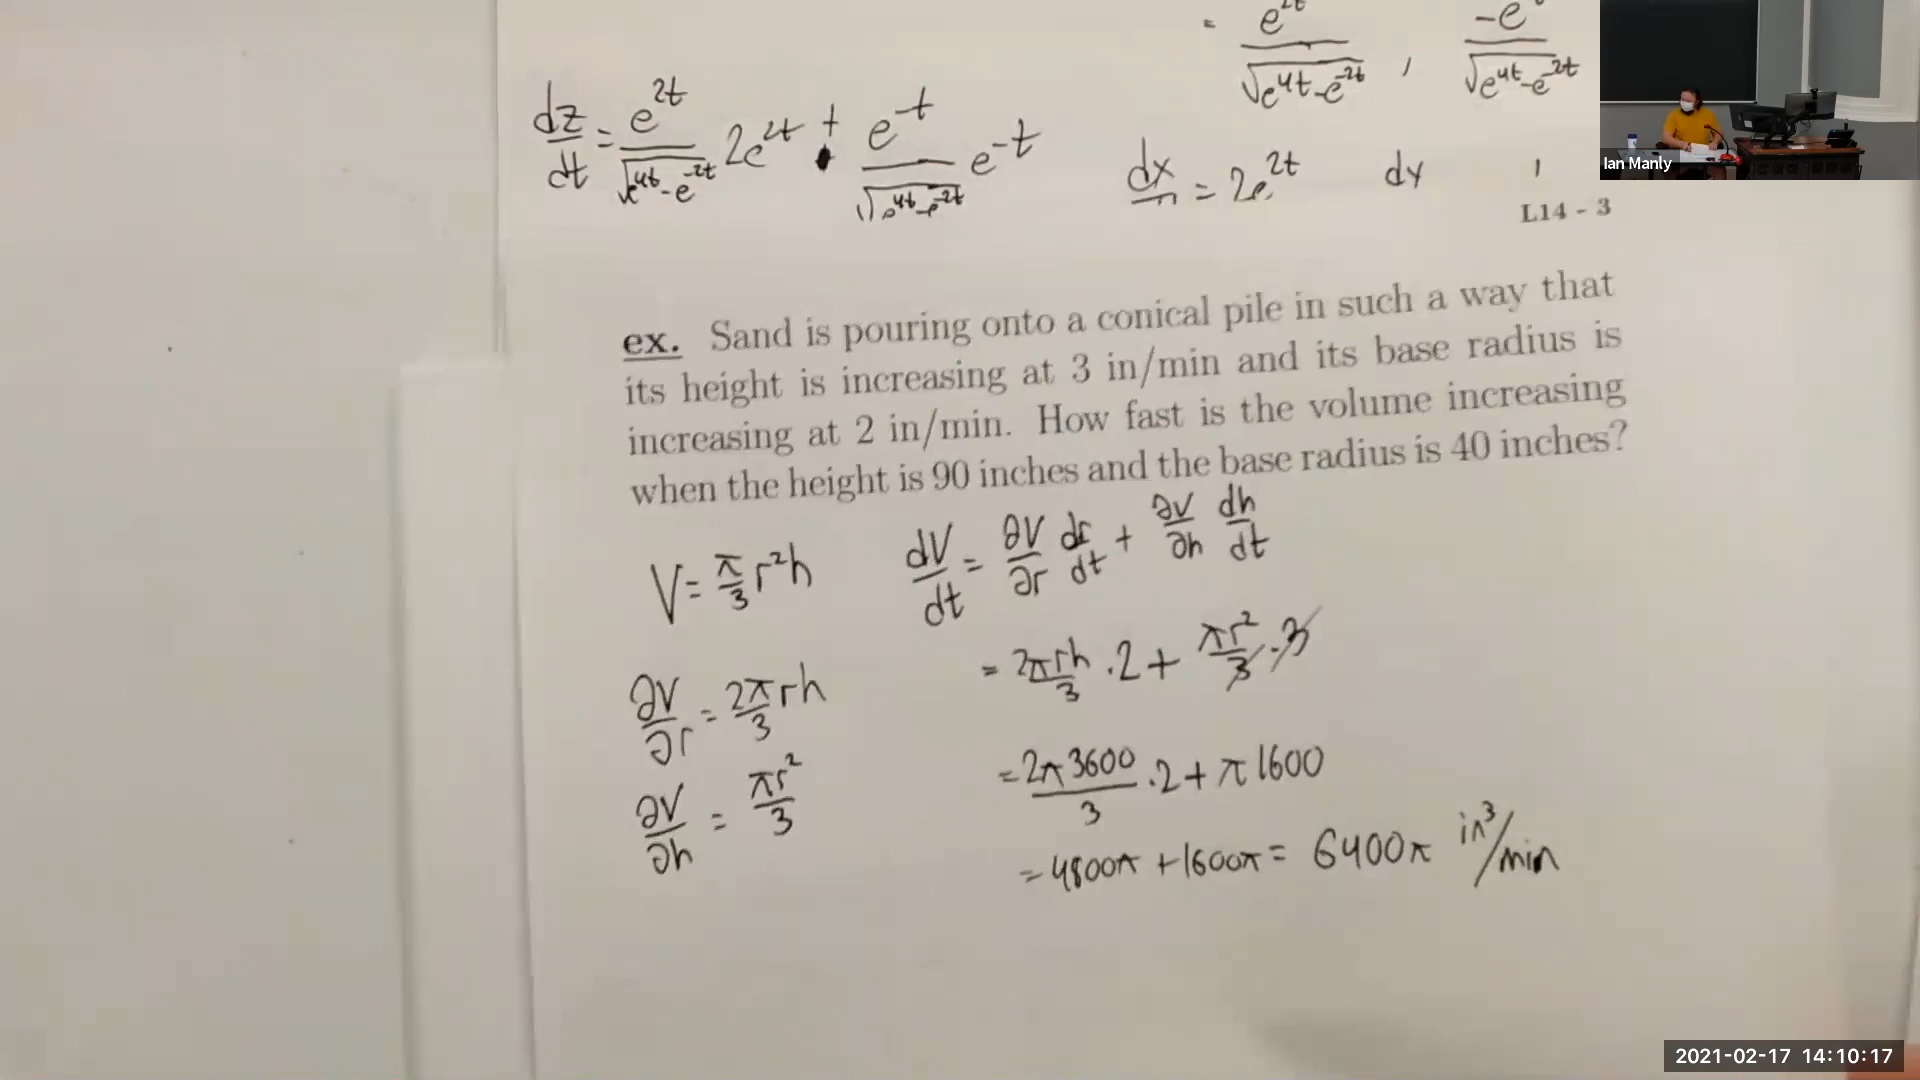 = e^{2t}/√(e^{4t}-e^{-2t}) , -e/√(e^{4t}-e^{-2t})
dz/dt = e^{2t}/√(e^{4t}-e^{-2t}) 2e^{2t} + e^{-t}/√(e^{4t}-e^{-2t}) e^{-t}
dx = 2e^{2t} dy
Ian Manly
L14 - 3
ex. Sand is pouring onto a conical pile in such a way that
its height is increasing at 3 in/min and its base radius is
increasing at 2 in/min. How fast is the volume increasing
when the height is 90 inches and the base radius is 40 inches?
V = π/3 r²h
dV/dt = ∂V/∂r dr/dt + ∂V/∂h dh/dt
= 2πrh/3 · 2 + πr²/3 · 3
∂V/∂r = 2π/3 rh
= 2π3600/3 · 2 + π1600
∂V/∂h = πr²/3
= 4800π + 1600π = 6400π in³/min
2021-02-17 14:10:17